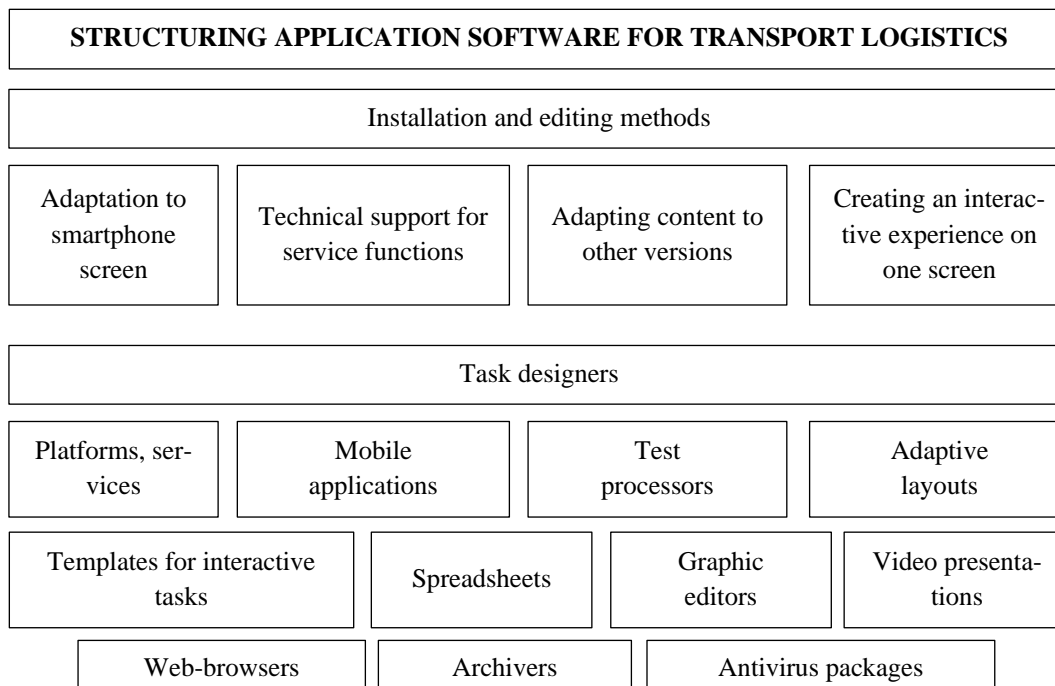 STRUCTURING APPLICATION SOFTWARE FOR TRANSPORT LOGISTICS
Installation and editing methods
Adaptation to
smartphone
screen
Technical support for
service functions
Adapting content to
other versions
Creating an interac-
tive experience on
one screen
Task designers
Platforms, ser-
vices
Mobile
applications
Test
processors
Adaptive
layouts
Templates for interactive
tasks
Spreadsheets
Graphic
editors
Video presenta-
tions
Web-browsers
Archivers
Antivirus packages